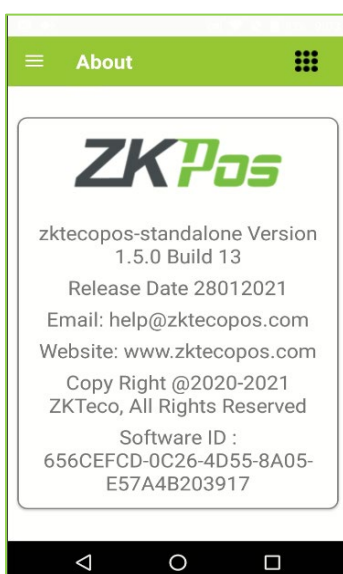 About
ZKPos
zktecopos-standalone Version
1.5.0 Build 13
Release Date 28012021
Email: help@zktecopos.com
Website: www.zktecopos.com
Copy Right @2020-2021
ZKTeco, All Rights Reserved
Software ID :
656CEFCD-0C26-4D55-8A05-
E57A4B203917